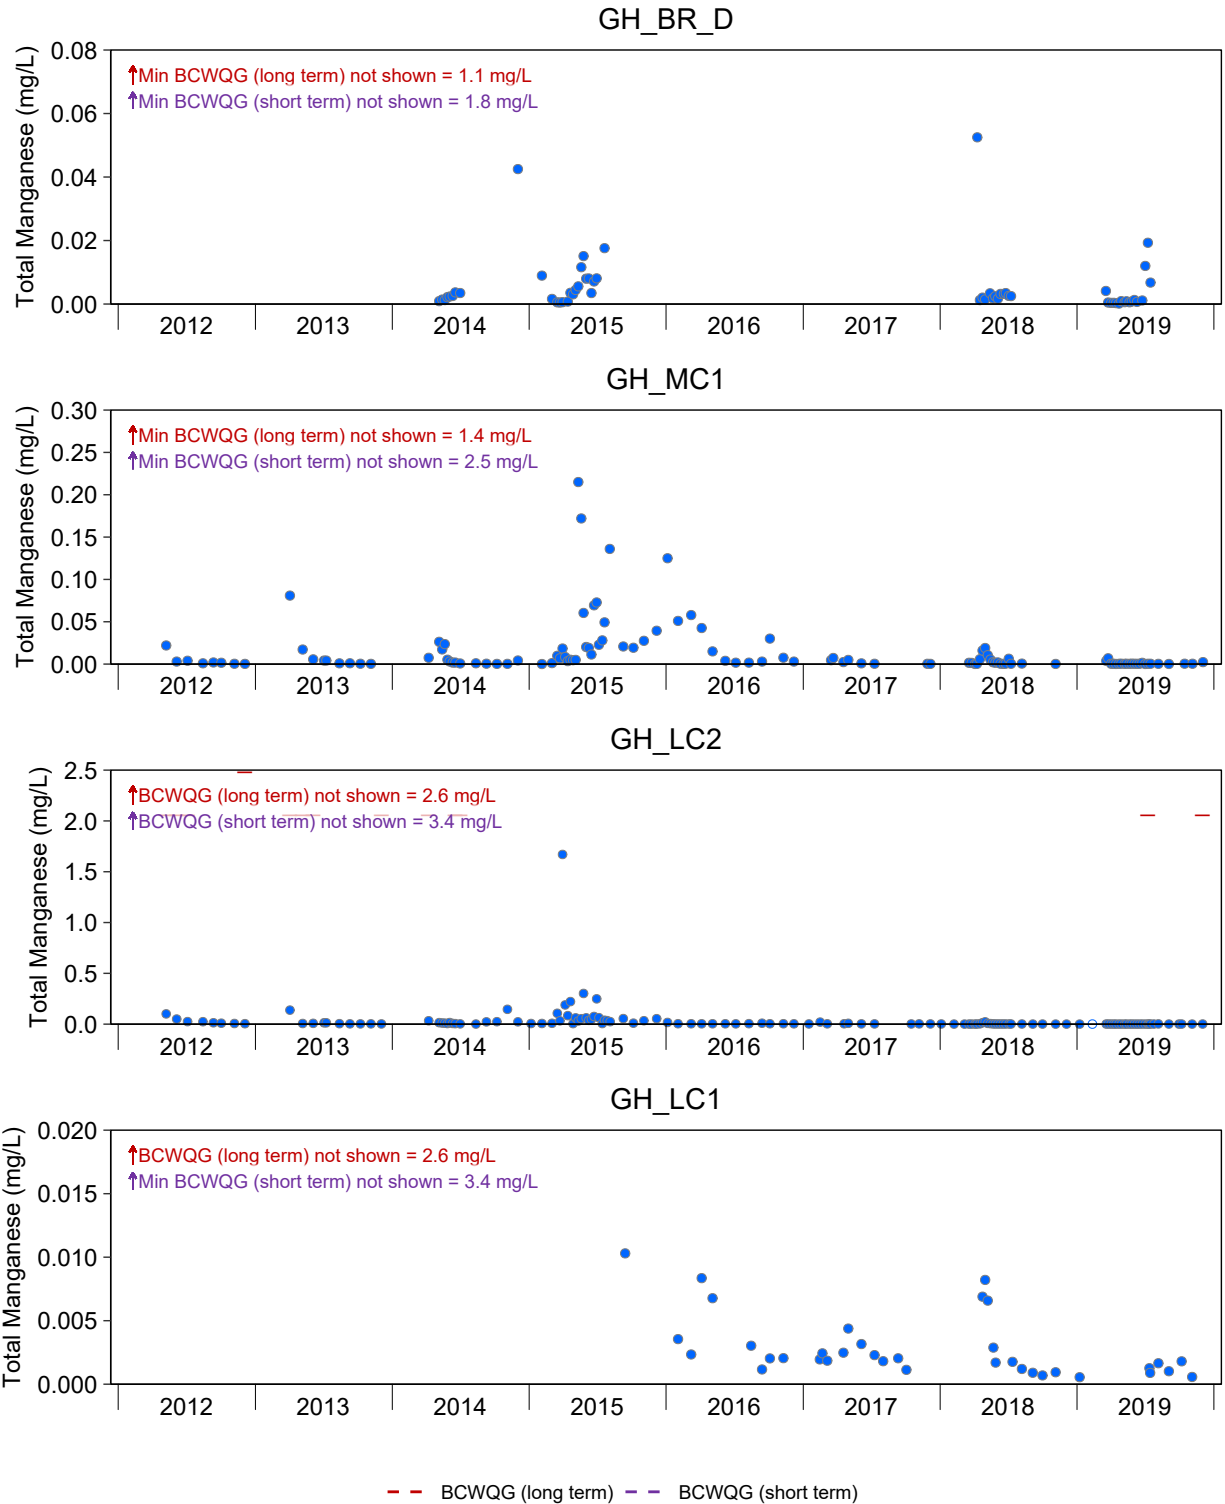 GH_BR_D
Total Manganese (mg/L)
0.08
0.06
0.04
0.02
0.00
Min BCWQG (long term) not shown = 1.1 mg/L
Min BCWQG (short term) not shown = 1.8 mg/L
2012 2013 2014 2015 2016 2017 2018 2019
GH_MC1
Total Manganese (mg/L)
0.30
0.25
0.20
0.15
0.10
0.05
0.00
Min BCWQG (long term) not shown = 1.4 mg/L
Min BCWQG (short term) not shown = 2.5 mg/L
2012 2013 2014 2015 2016 2017 2018 2019
GH_LC2
Total Manganese (mg/L)
2.5
2.0
1.5
1.0
0.5
0.0
BCWQG (long term) not shown = 2.6 mg/L
BCWQG (short term) not shown = 3.4 mg/L
2012 2013 2014 2015 2016 2017 2018 2019
GH_LC1
Total Manganese (mg/L)
0.020
0.015
0.010
0.005
0.000
BCWQG (long term) not shown = 2.6 mg/L
Min BCWQG (short term) not shown = 3.4 mg/L
2012 2013 2014 2015 2016 2017 2018 2019
BCWQG (long term) BCWQG (short term)